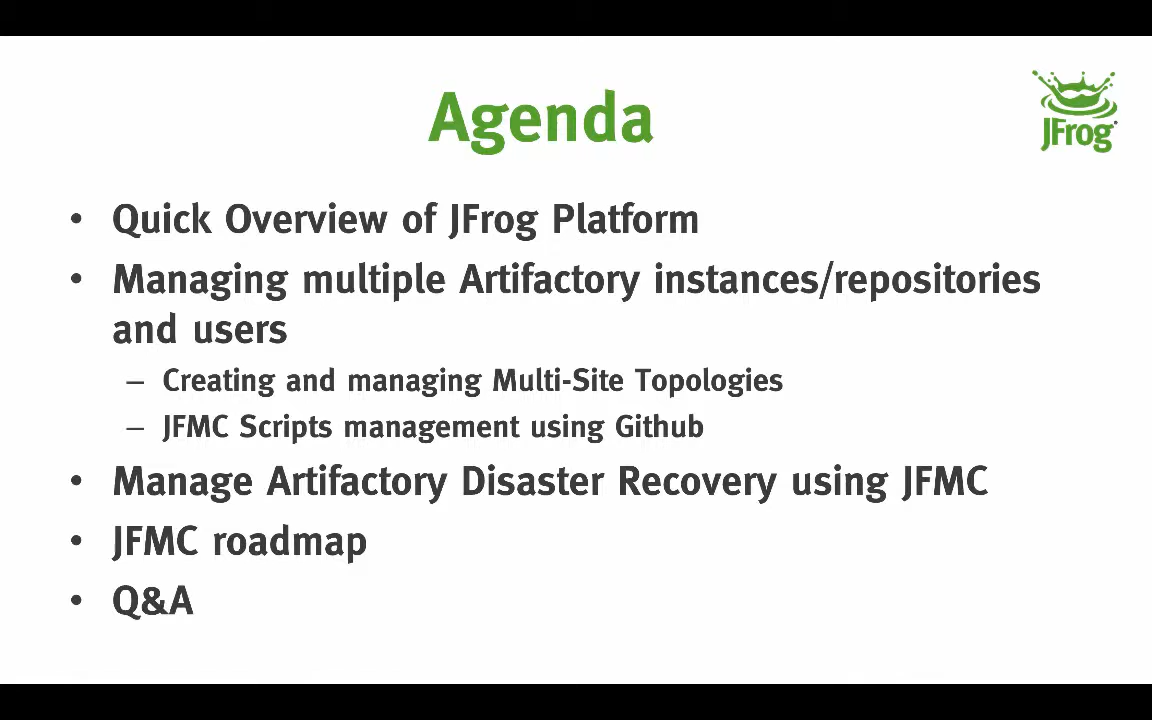 Agenda
JFrog
• Quick Overview of JFrog Platform
• Managing multiple Artifactory instances/repositories
and users
– Creating and managing Multi-Site Topologies
– JFMC Scripts management using Github
• Manage Artifactory Disaster Recovery using JFMC
• JFMC roadmap
• Q&A